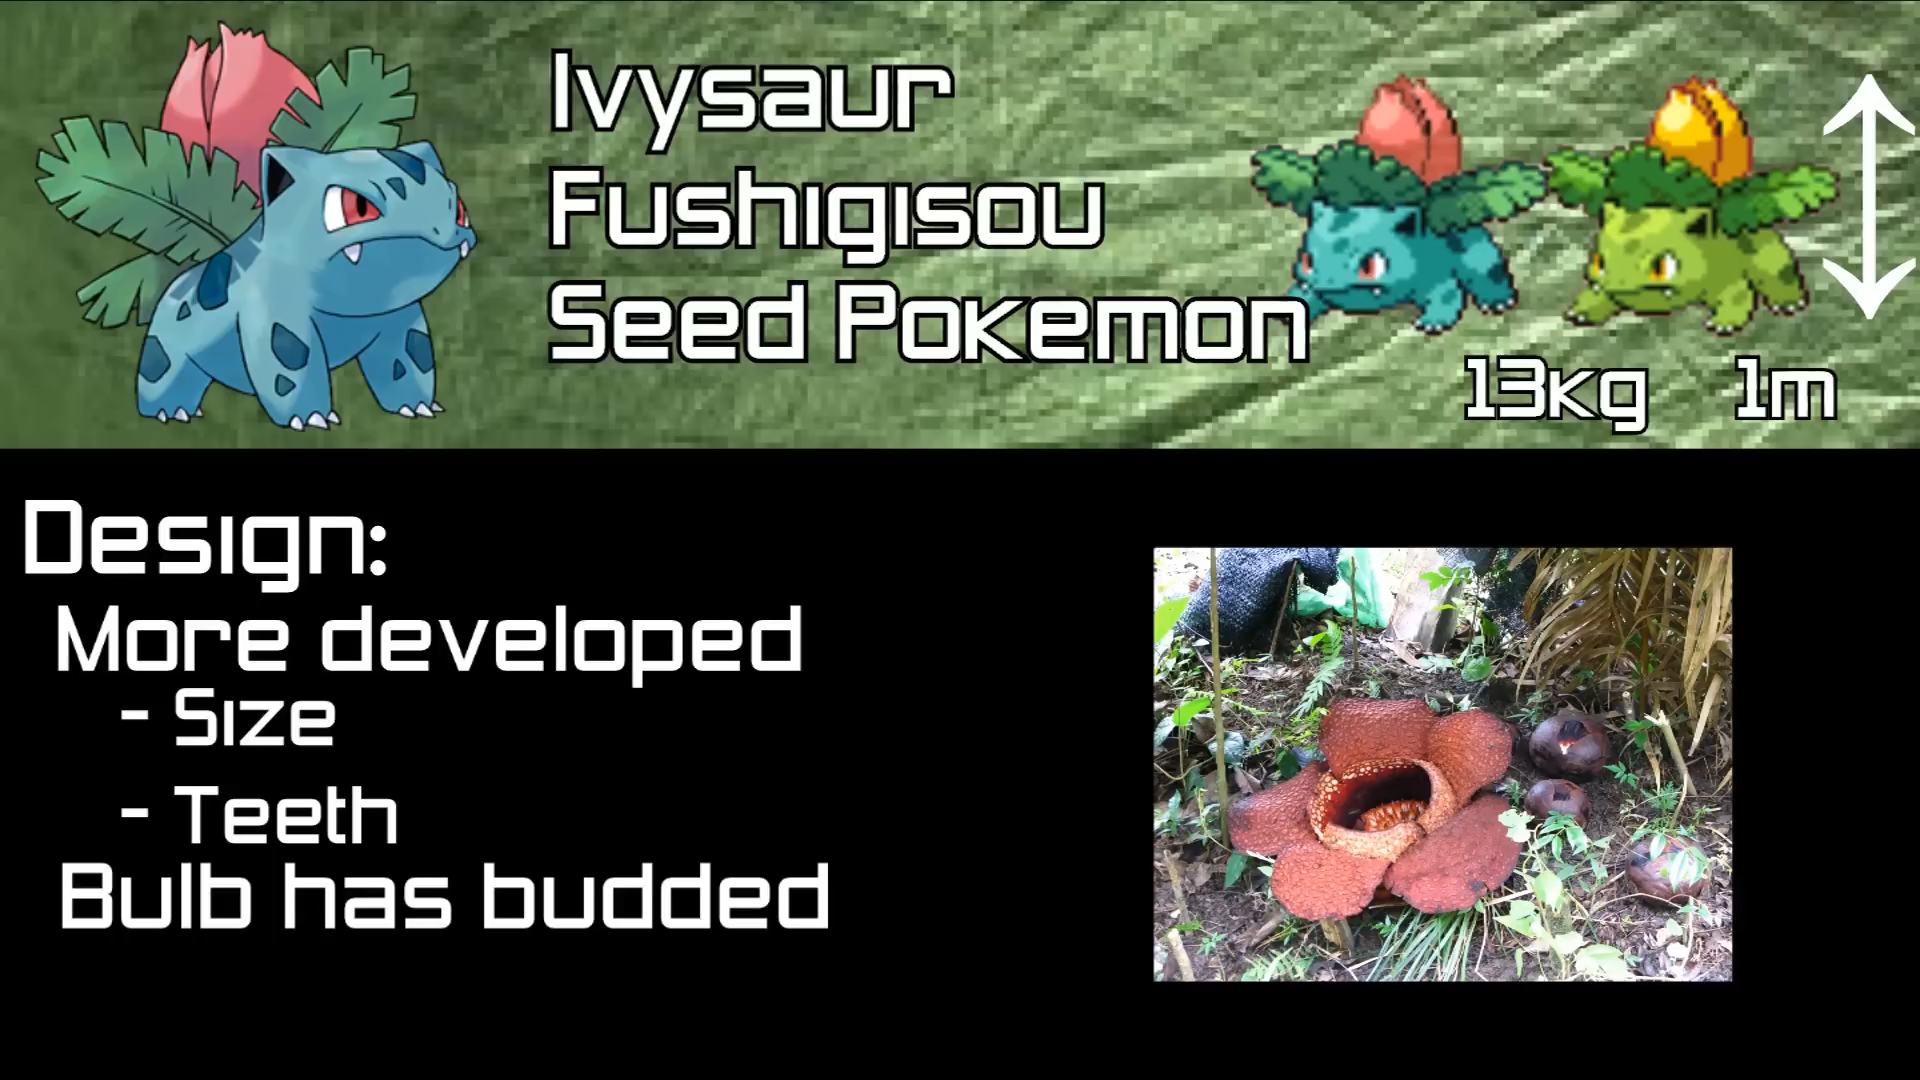 Ivysaur
Fushigisou
Seed Pokemon
13kg 1m
Design:
More developed
- Size
- Teeth
Bulb has budded